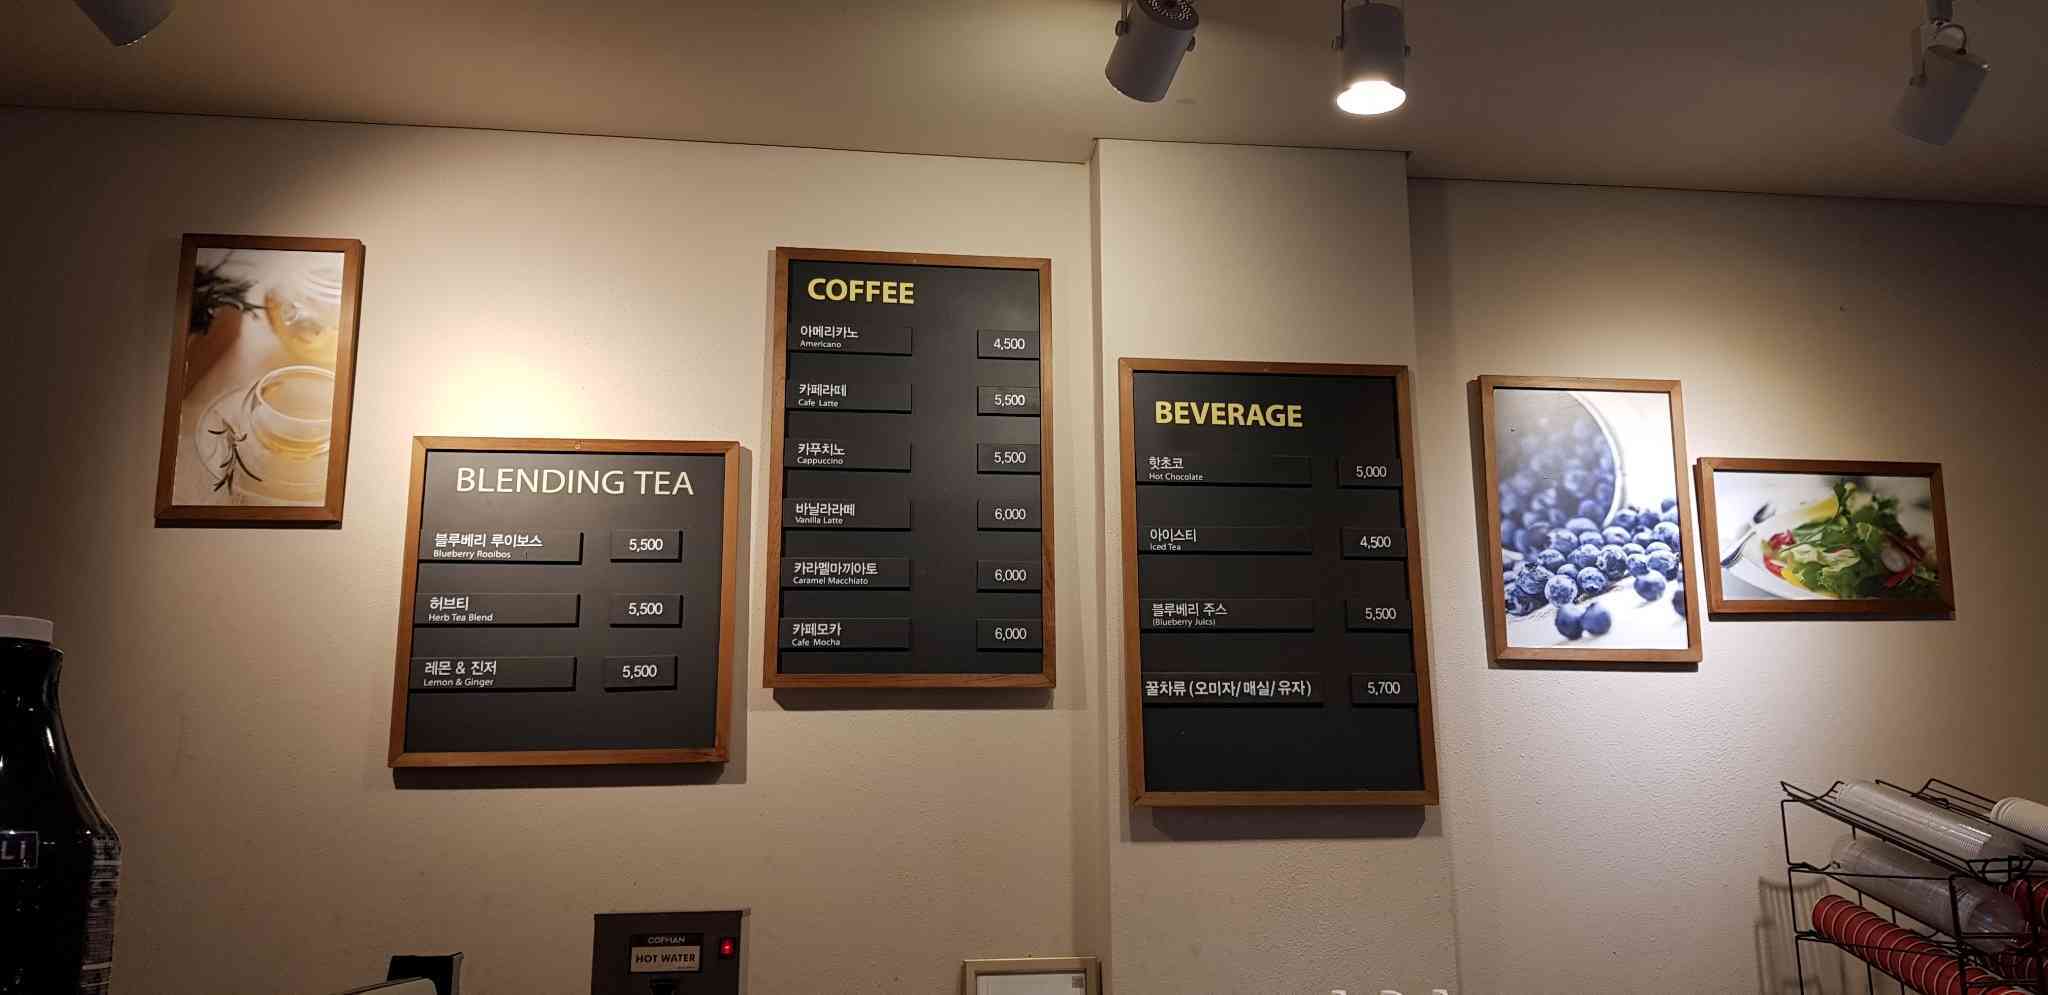 BLENDING TEA
블루베리 루이보스
Blueberry Rooibos
5,500
허브티
Herb Tea Blend
5,500
레몬 & 진저
Lemon & Ginger
5,500
COFFEE
아메리카노
Americano
4,500
카페라떼
Cafe Latte
5,500
카푸치노
Cappuccino
5,500
바닐라라떼
Vanilla Latte
6,000
카라멜마끼아토
Caramel Macchiato
6,000
카페모카
Cafe Mocha
6,000
BEVERAGE
핫초코
Hot Chocolate
5,000
아이스티
Iced Tea
4,500
블루베리 주스
(Blueberry Juics)
5,500
꿀차류 (오미자/ 매실/ 유자)
5,700
HOT WATER